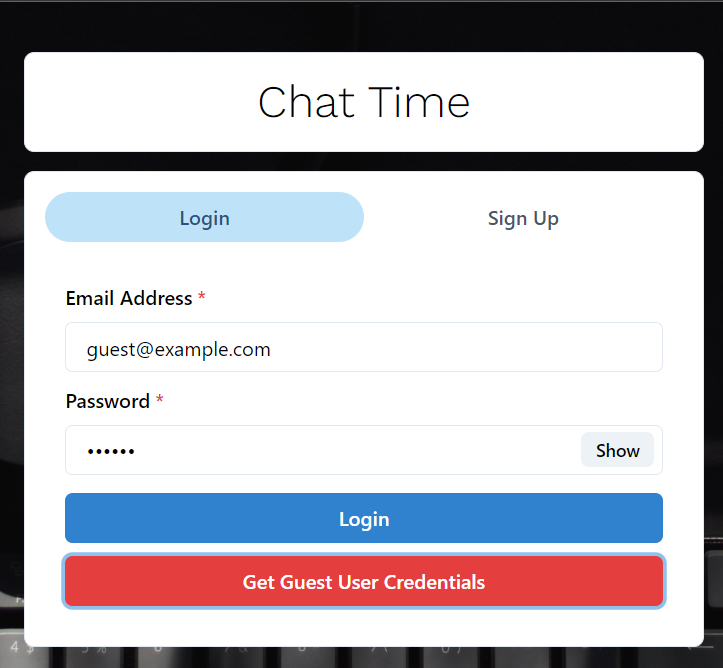 Chat Time
Login Sign Up
Email Address *
guest@example.com
Password *
••••••
Show
Login
Get Guest User Credentials